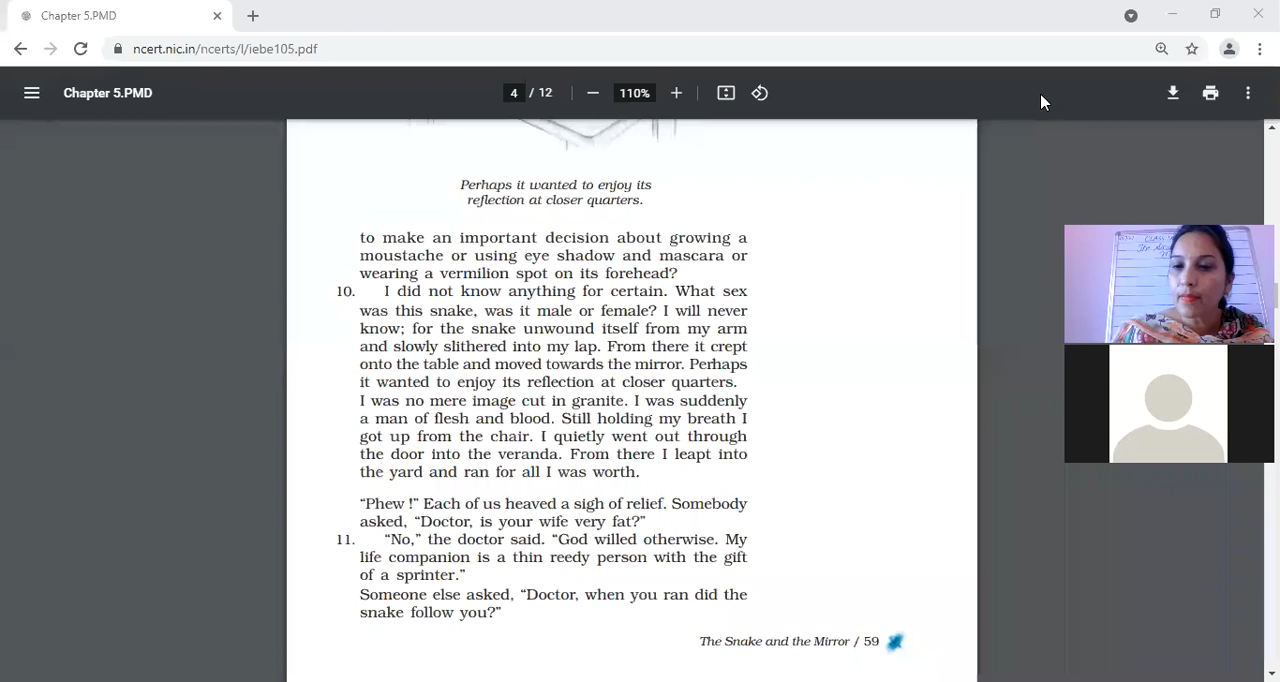 Chapter 5.PMD
ncert.nic.in/ncerts/l/iebe105.pdf
Chapter 5.PMD
4 / 12
110%
Perhaps it wanted to enjoy its
reflection at closer quarters.
to make an important decision about growing a
moustache or using eye shadow and mascara or
wearing a vermilion spot on its forehead?
10. I did not know anything for certain. What sex
was this snake, was it male or female? I will never
know; for the snake unwound itself from my arm
and slowly slithered into my lap. From there it crept
onto the table and moved towards the mirror. Perhaps
it wanted to enjoy its reflection at closer quarters.
I was no mere image cut in granite. I was suddenly
a man of flesh and blood. Still holding my breath I
got up from the chair. I quietly went out through
the door into the veranda. From there I leapt into
the yard and ran for all I was worth.
“Phew !” Each of us heaved a sigh of relief. Somebody
asked, “Doctor, is your wife very fat?”
11. “No,” the doctor said. “God willed otherwise. My
life companion is a thin reedy person with the gift
of a sprinter.”
Someone else asked, “Doctor, when you ran did the
snake follow you?”
The Snake and the Mirror / 59